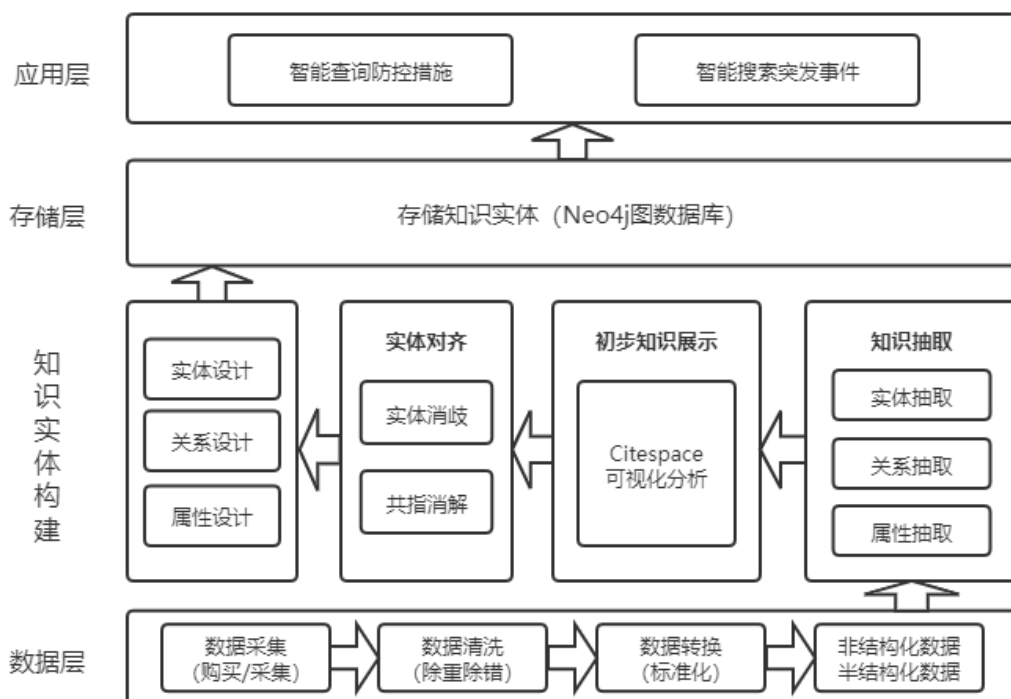 应用层
智能查询防控措施
智能搜索突发事件
存储层
存储知识实体（Neo4j图数据库）
知识实体构建
实体设计
关系设计
属性设计
实体对齐
实体消歧
共指消解
初步知识展示
Citespace
可视化分析
知识抽取
实体抽取
关系抽取
属性抽取
数据层
数据采集
(购买/采集)
数据清洗
(除重除错)
数据转换
(标准化)
非结构化数据
半结构化数据